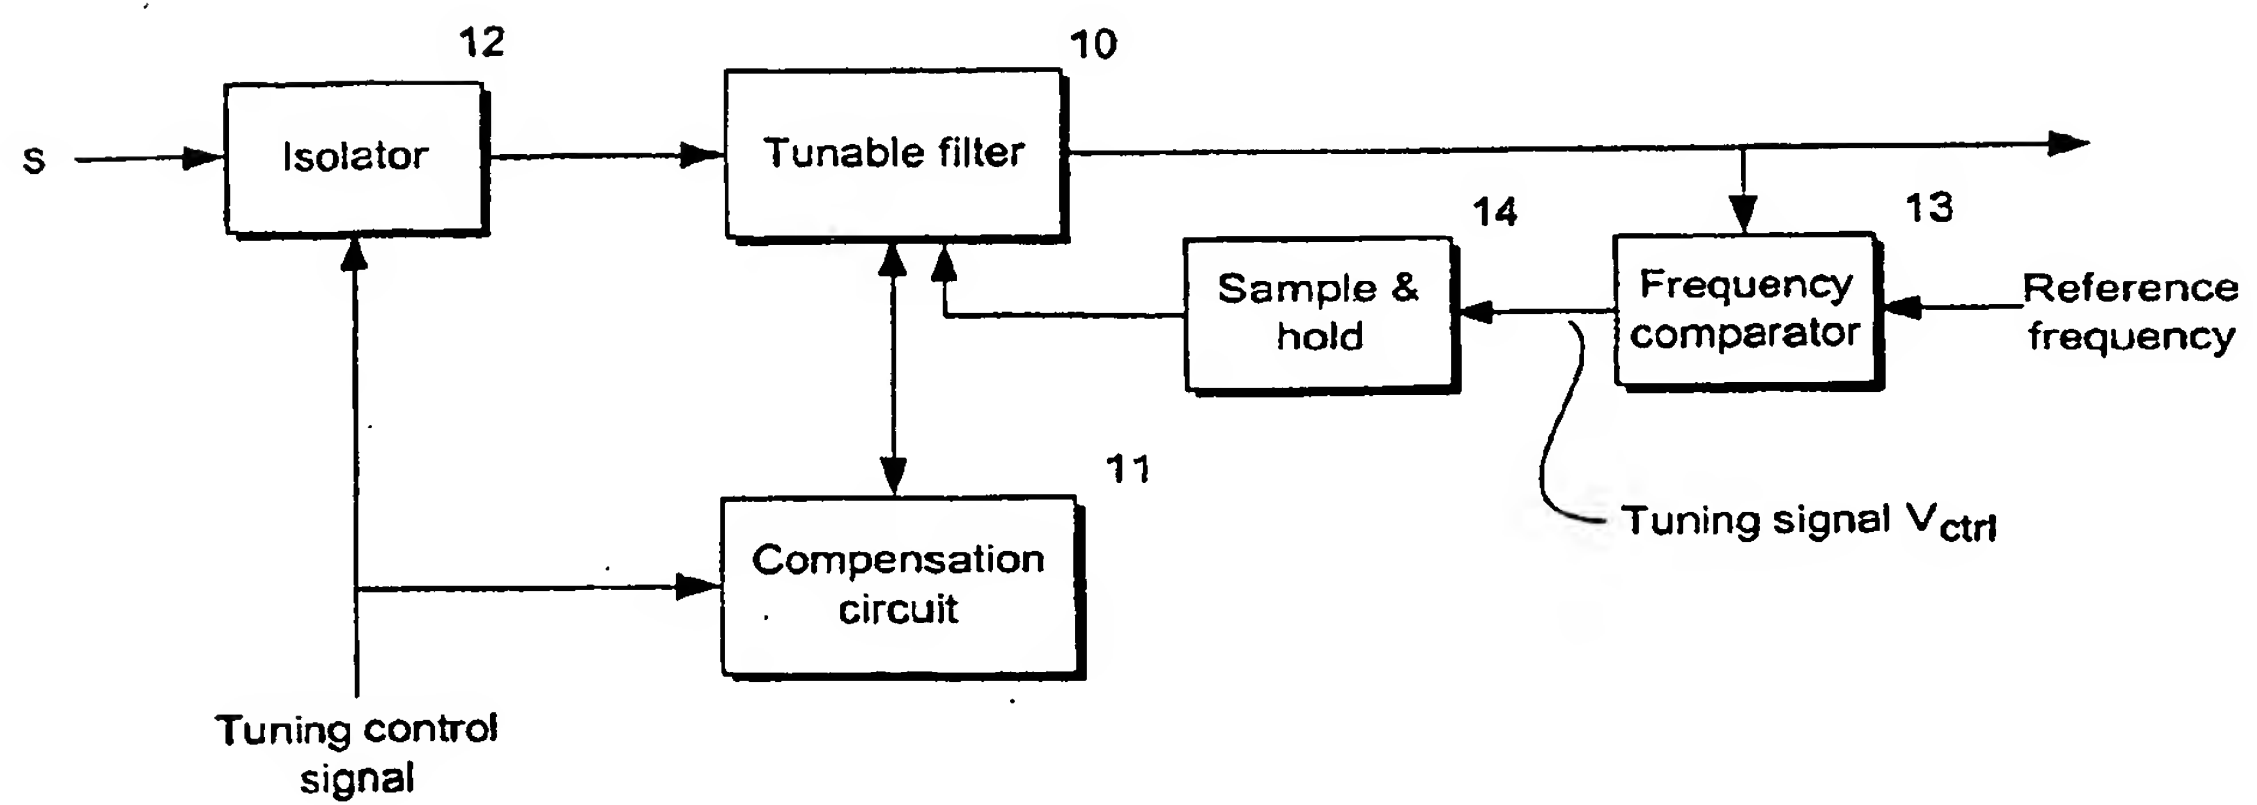 12
10
S
Isolator
Tunable filter
14
13
Sample &
hold
Frequency
comparator
Reference
frequency
11
Tuning signal Vctrl
Compensation
circuit
Tuning control
signal